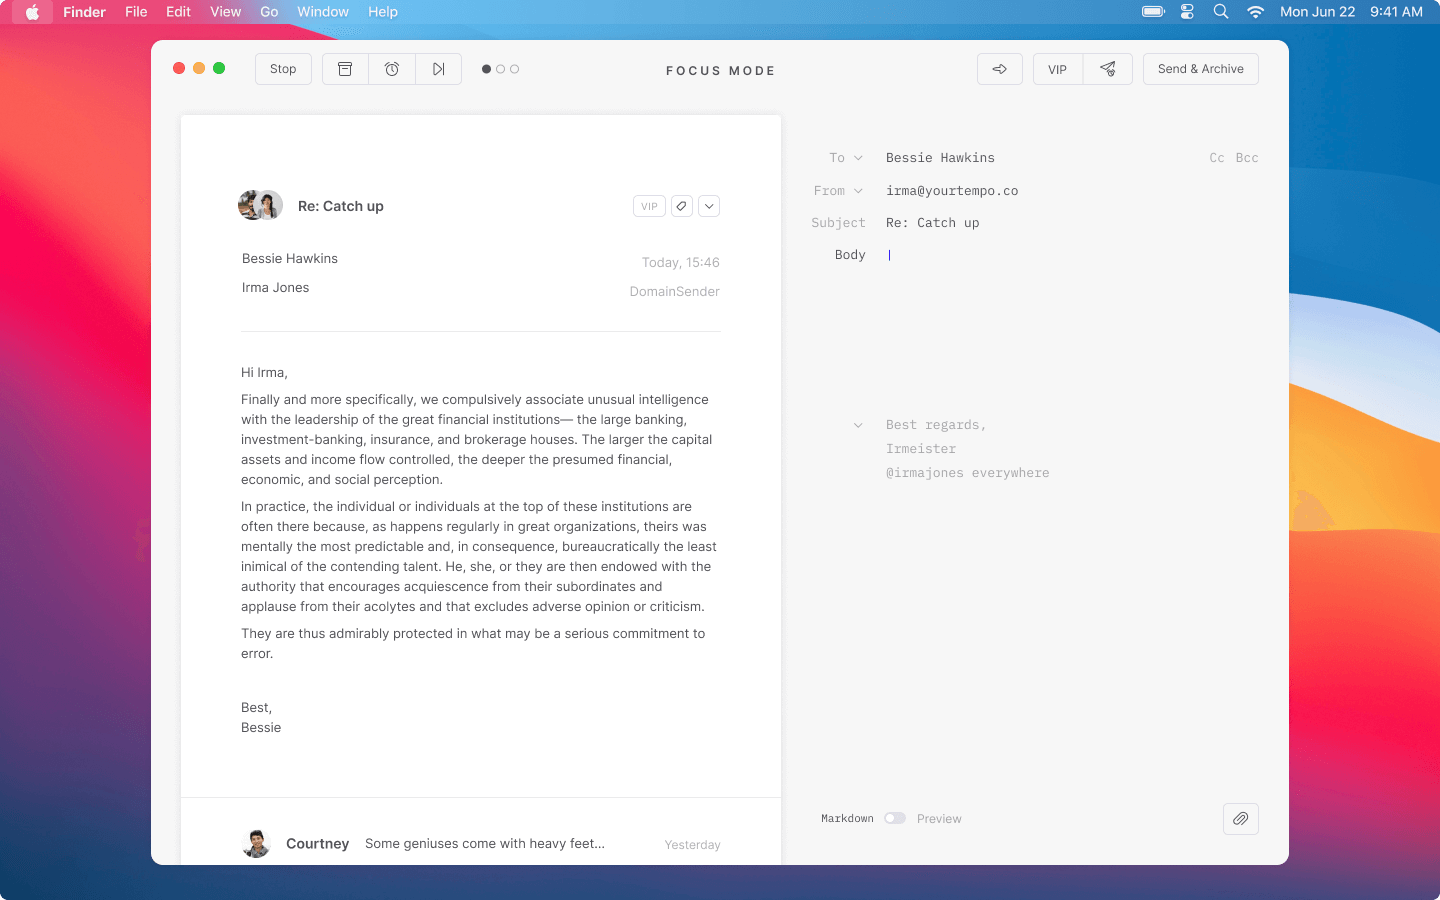 Finder File Edit View Go Window Help Mon Jun 22 9:41 AM
Stop FOCUS MODE VIP Send & Archive
Re: Catch up VIP
Bessie Hawkins Today, 15:46
Irma Jones DomainSender
Hi Irma,
Finally and more specifically, we compulsively associate unusual intelligence
with the leadership of the great financial institutions— the large banking,
investment-banking, insurance, and brokerage houses. The larger the capital
assets and income flow controlled, the deeper the presumed financial,
economic, and social perception.
In practice, the individual or individuals at the top of these institutions are
often there because, as happens regularly in great organizations, theirs was
mentally the most predictable and, in consequence, bureaucratically the least
inimical of the contending talent. He, she, or they are then endowed with the
authority that encourages acquiescence from their subordinates and
applause from their acolytes and that excludes adverse opinion or criticism.
They are thus admirably protected in what may be a serious commitment to
error.
Best,
Bessie
Courtney Some geniuses come with heavy feet... Yesterday
To Bessie Hawkins Cc Bcc
From irma@yourtempo.co
Subject Re: Catch up
Body
Best regards,
Irmeister
@irmajones everywhere
Markdown Preview